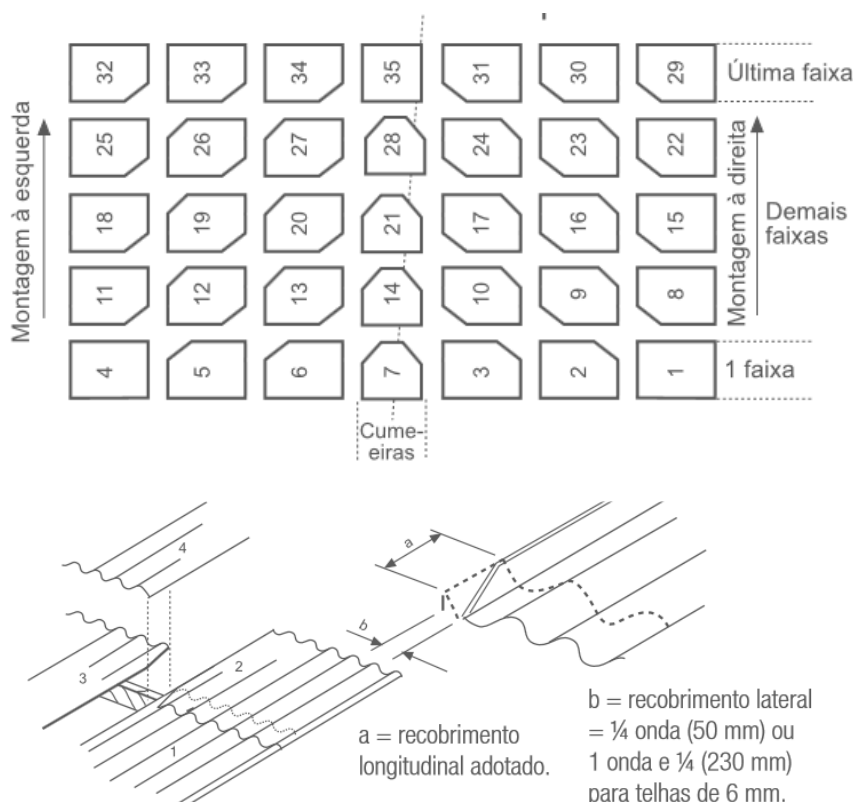 32 33 34 35 31 30 29 Última faixa
25 26 27 28 24 23 22
18 19 20 21 17 16 15 Demais
faixas
11 12 13 14 10 9 8
4 5 6 7 3 2 1 1 faixa
Montagem à esquerda
Montagem à direita
Cume-
eiras
4
3
2
1
a
b
a = recobrimento
longitudinal adotado.
b = recobrimento lateral
= ¼ onda (50 mm) ou
1 onda e ¼ (230 mm)
para telhas de 6 mm.